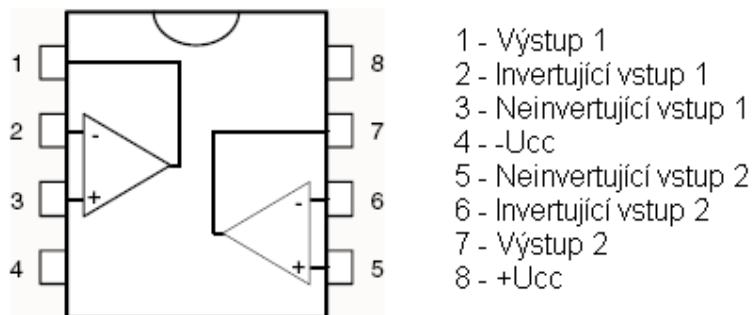 1
2
3
4
8
7
6
5
-
+
-
+
1 - Výstup 1
2 - Invertující vstup 1
3 - Neinvertující vstup 1
4 - -Ucc
5 - Neinvertující vstup 2
6 - Invertující vstup 2
7 - Výstup 2
8 - +Ucc